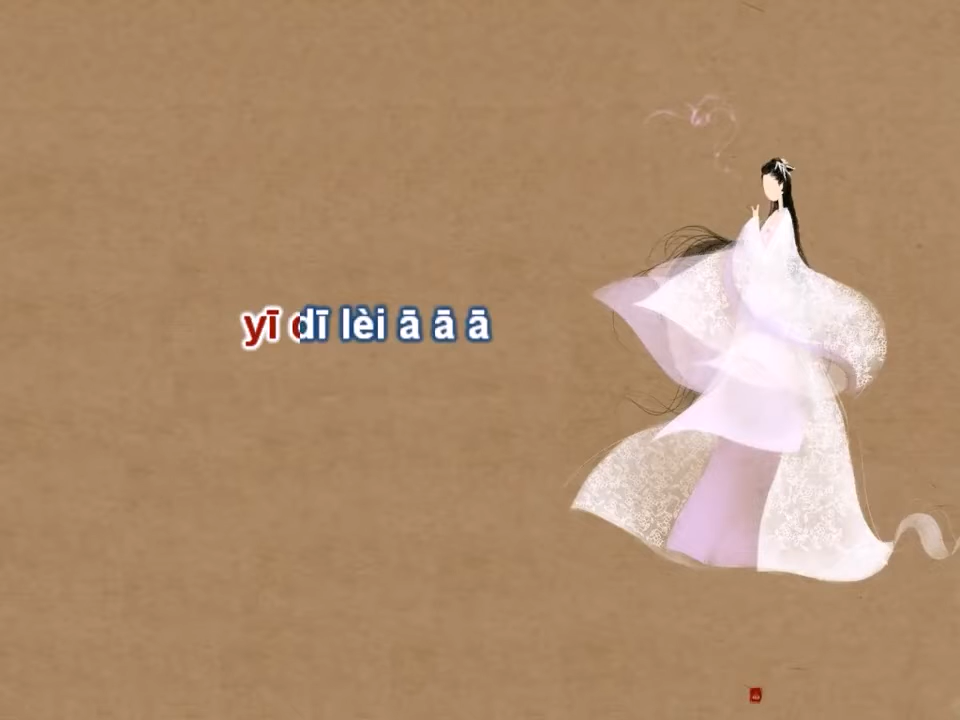 yī dī lèi ā ā ā